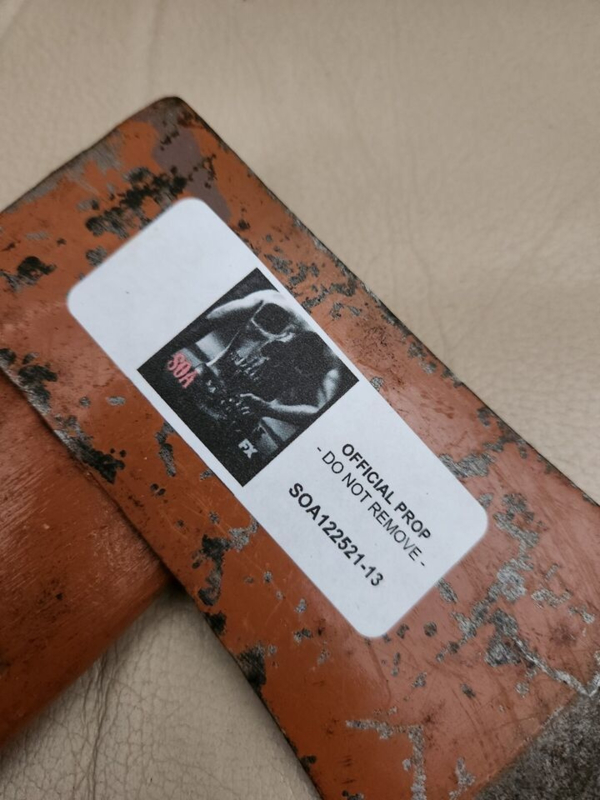 SOA
FX
OFFICIAL PROP
- DO NOT REMOVE -
SOA122521-13